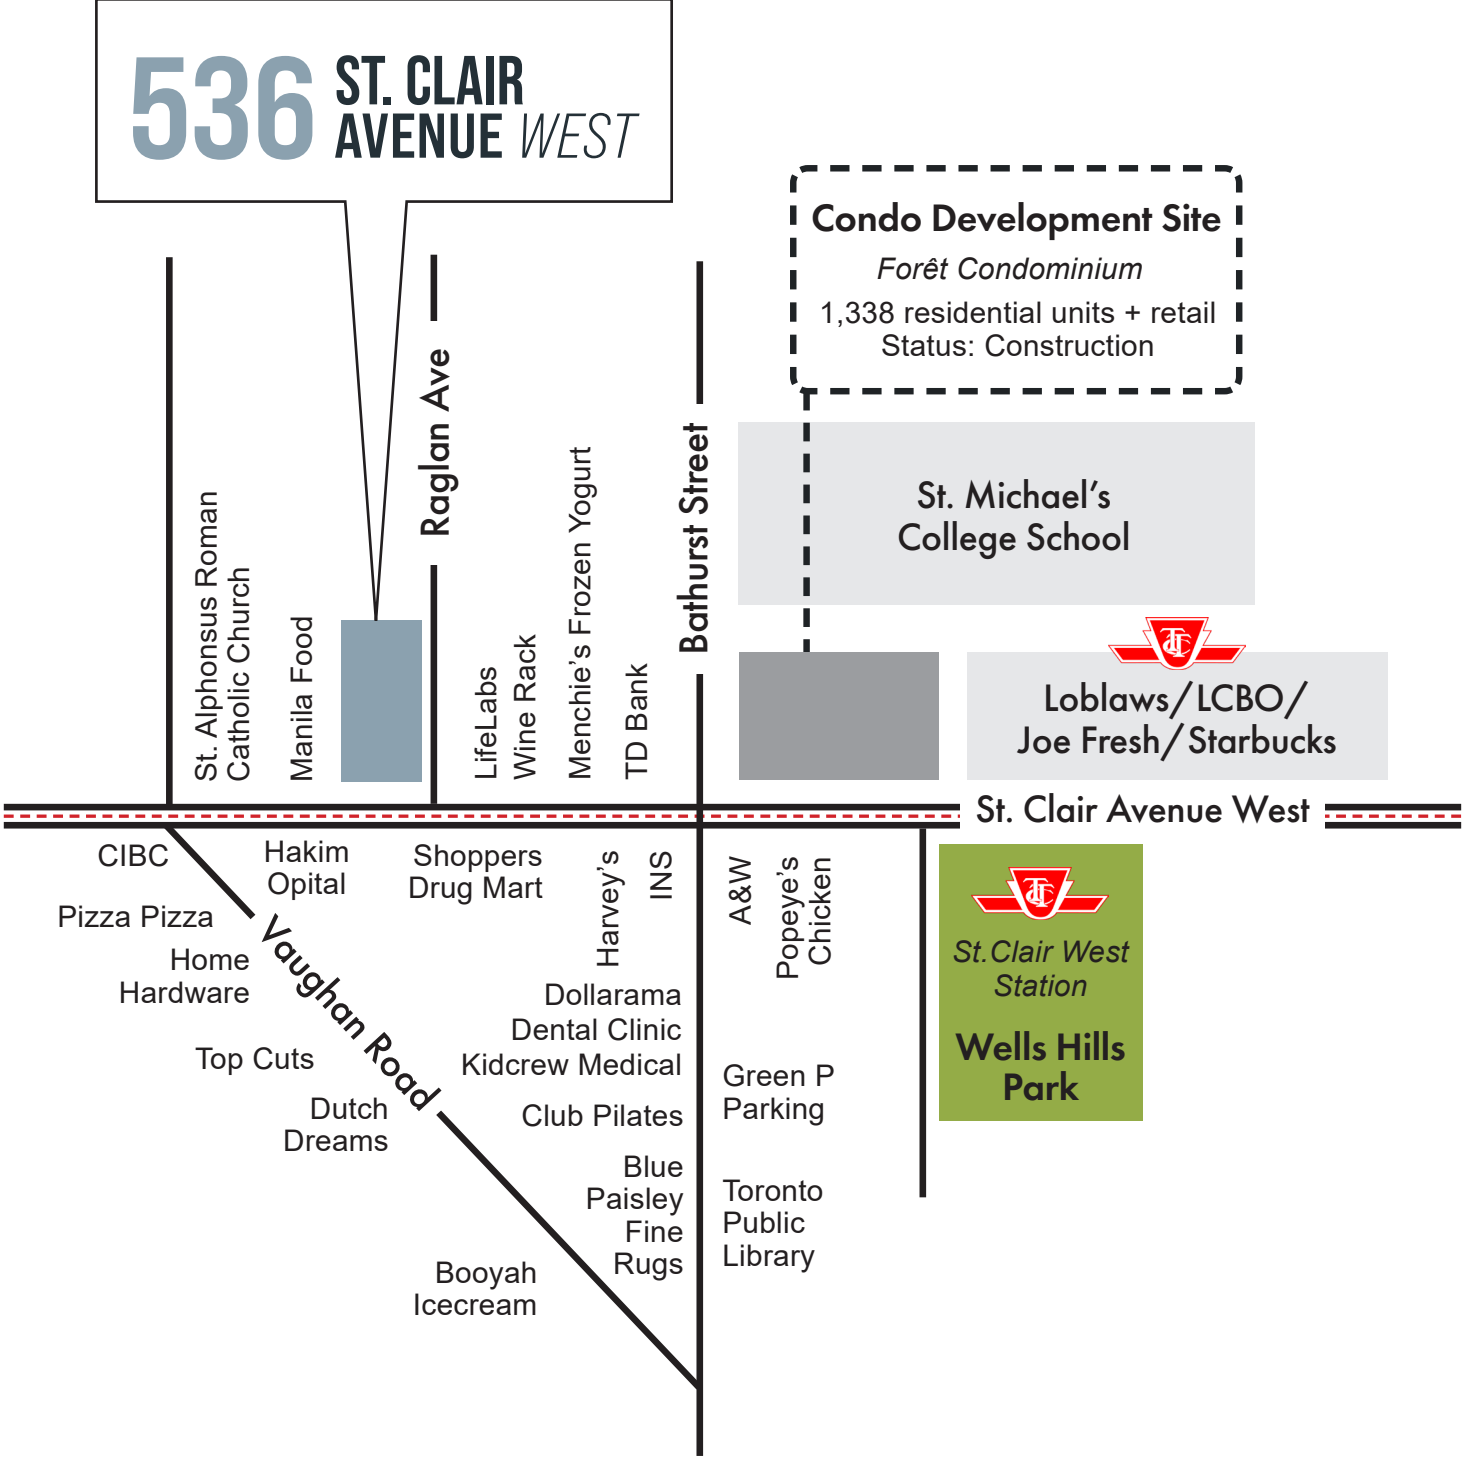 536 ST. CLAIR
AVENUE WEST
Condo Development Site
Forêt Condominium
1,338 residential units + retail
Status: Construction
Raglan Ave
Bathurst Street
St. Michael’s
College School
St. Alphonsus Roman
Catholic Church
Manila Food
LifeLabs
Wine Rack
Menchie’s Frozen Yogurt
TD Bank
TTC
Loblaws/LCBO/
Joe Fresh/Starbucks
St. Clair Avenue West
CIBC
Hakim
Opital
Shoppers
Drug Mart
Harvey’s
INS
A&W
Popeye’s
Chicken
Pizza Pizza
Home
Hardware
Vaughan Road
Top Cuts
Dutch
Dreams
Dollarama
Dental Clinic
Kidcrew Medical
Club Pilates
Blue
Paisley
Fine
Rugs
Booyah
Icecream
Green P
Parking
Toronto
Public
Library
TTC
St.Clair West
Station
Wells Hills
Park